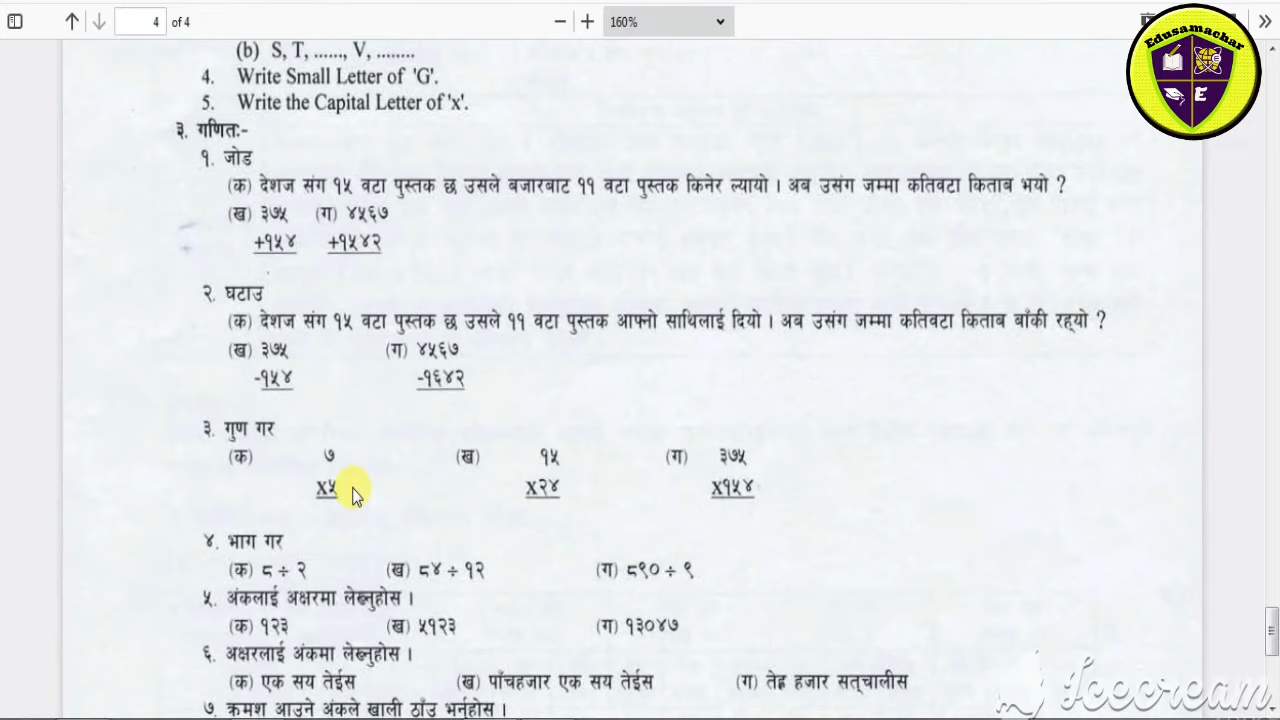 4 of 4
160%
Edusamachar
E
(b) S, T, ......, V, ........
4. Write Small Letter of 'G'.
5. Write the Capital Letter of 'x'.
३. गणितः-
१. जोड
(क) देशज संग १५ वटा पुस्तक छ उसले बजारबाट ११ वटा पुस्तक किनेर ल्यायो । अब उसंग जम्मा कतिवटा किताब भयो ?
(ख) ३७५ (ग) ४५६७
+१५४ +१५४२
२. घटाउ
(क) देशज संग १५ वटा पुस्तक छ उसले ११ वटा पुस्तक आफ्नो साथिलाई दियो । अब उसंग जम्मा कतिवटा किताब बाँकी रह्यो ?
(ख) ३७५ (ग) ४५६७
-१५४ -१६४२
३. गुण गर
(क) ७ (ख) १५ (ग) ३७५
X५ X२४ X१५४
४. भाग गर
(क) ८ ÷ २ (ख) ८४ ÷ १२ (ग) ८९० ÷ ९
५. अंकलाई अक्षरमा लेख्नुहोस ।
(क) १२३ (ख) ५१२३ (ग) १३०४७
६. अक्षरलाई अंकमा लेख्नुहोस ।
(क) एक सय तेईस (ख) पाँचहजार एक सय तेईस (ग) तेह्र हजार सत्चालीस
७. क्रमश आउने अंकले खाली ठाँउ भर्नुहोस ।
Icecream